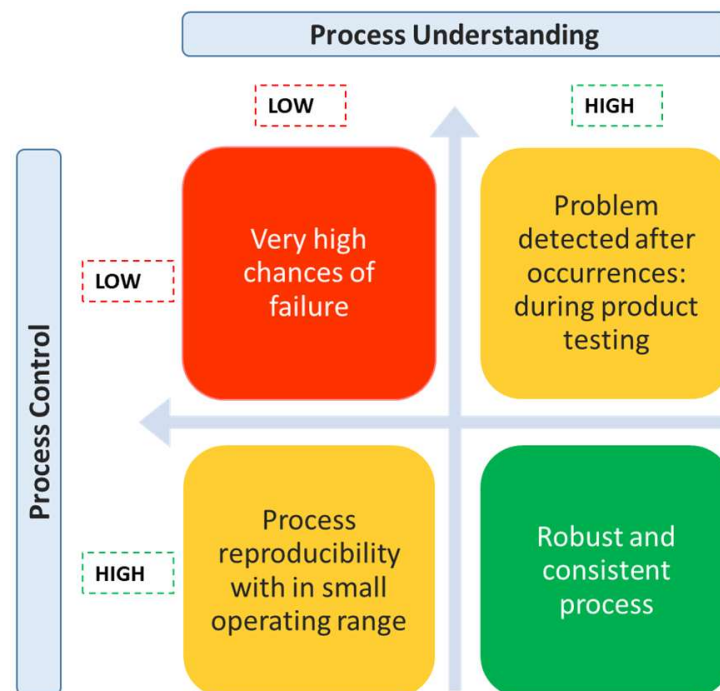 Process Understanding
LOW
HIGH
Process Control
LOW
Very high
chances of
failure
Problem
detected after
occurrences:
during product
testing
HIGH
Process
reproducibility
with in small
operating range
Robust and
consistent
process